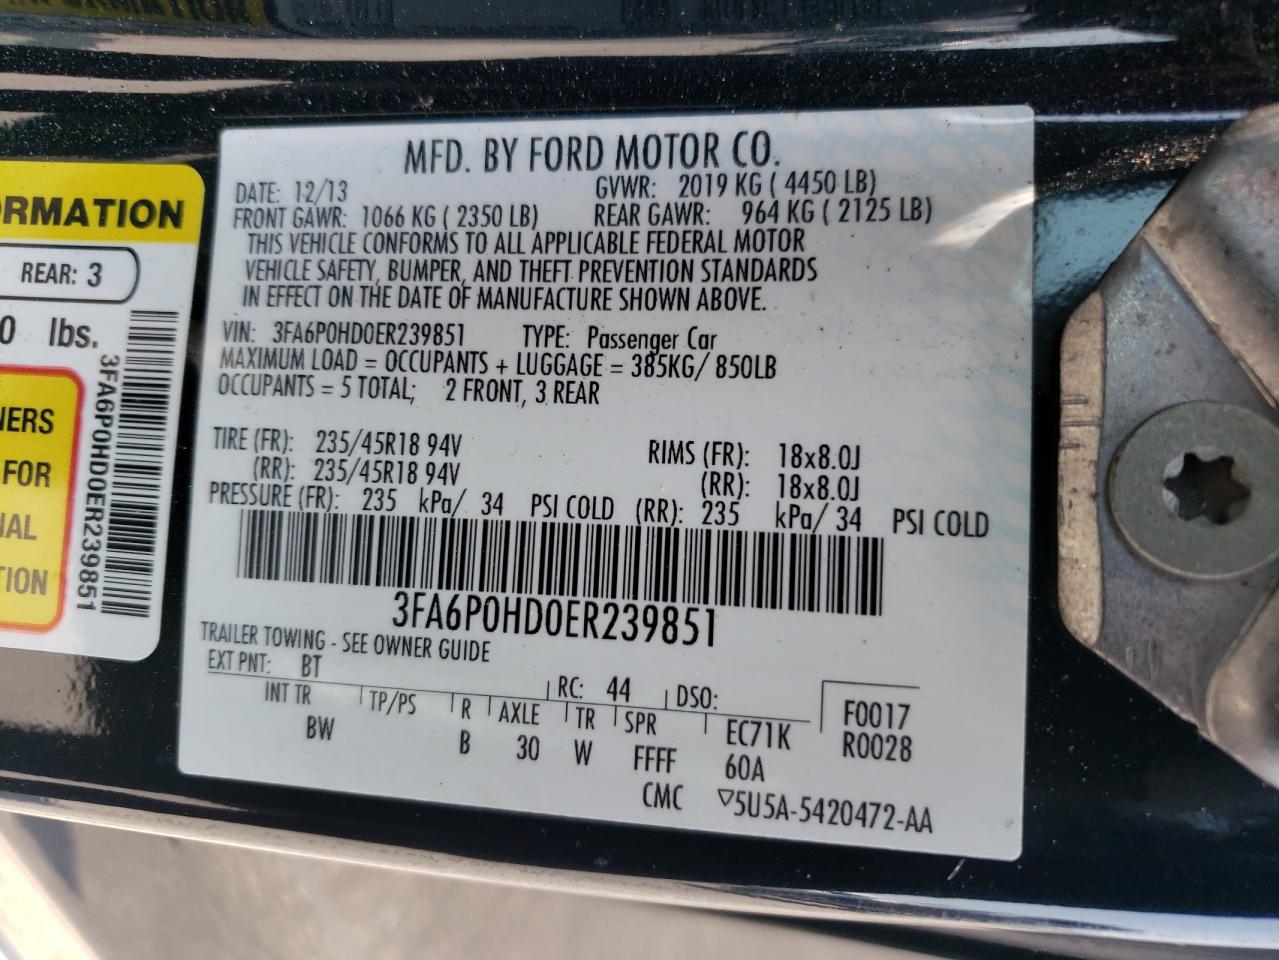 ORMATION
REAR: 3
0 lbs.
3FA6P0HD0ER239851
NERS
FOR
TION
MFD. BY FORD MOTOR CO.
DATE: 12/13 GVWR: 2019 KG ( 4450 LB)
FRONT GAWR: 1066 KG ( 2350 LB) REAR GAWR: 964 KG ( 2125 LB)
THIS VEHICLE CONFORMS TO ALL APPLICABLE FEDERAL MOTOR
VEHICLE SAFETY, BUMPER, AND THEFT PREVENTION STANDARDS
IN EFFECT ON THE DATE OF MANUFACTURE SHOWN ABOVE.
VIN: 3FA6P0HD0ER239851 TYPE: Passenger Car
MAXIMUM LOAD = OCCUPANTS + LUGGAGE = 385KG/ 850LB
OCCUPANTS = 5 TOTAL; 2 FRONT, 3 REAR
TIRE (FR): 235/45R18 94V RIMS (FR): 18x8.0J
(RR): 235/45R18 94V (RR): 18x8.0J
PRESSURE (FR): 235 kPa/ 34 PSI COLD (RR): 235 kPa/ 34 PSI COLD
3FA6P0HD0ER239851
TRAILER TOWING - SEE OWNER GUIDE
EXT PNT: BT RC: 44 DSO:
INT TR TP/PS R AXLE TR SPR EC71K F0017
BW B 30 W FFFF 60A R0028
CMC ▽5U5A-5420472-AA